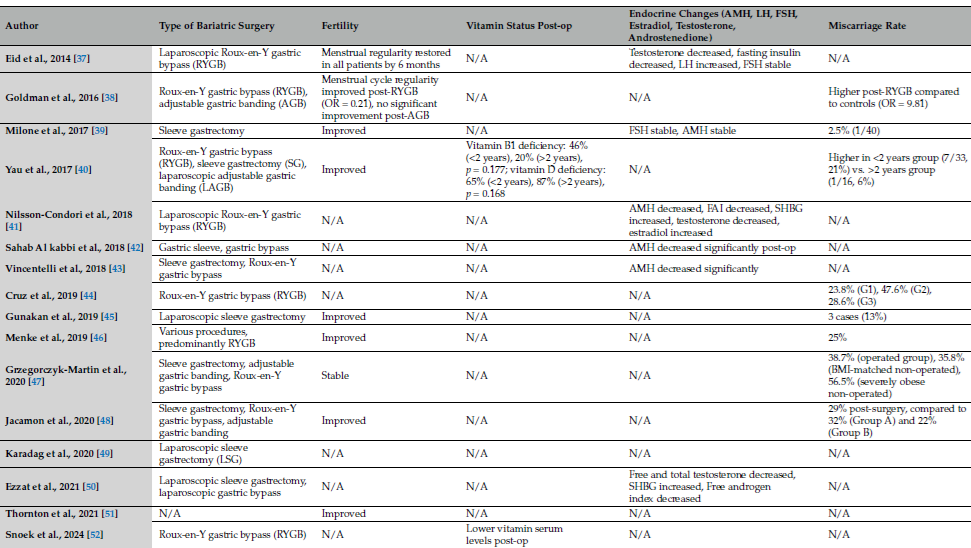 Author Type of Bariatric Surgery Fertility Vitamin Status Post-op Endocrine Changes (AMH, LH, FSH,
Estradiol, Testosterone,
Androstenedione) Miscarriage Rate
Eid et al., 2014 [37] Laparoscopic Roux-en-Y gastric
bypass (RYGB) Menstrual regularity restored
in all patients by 6 months N/A Testosterone decreased, fasting insulin
decreased, LH increased, FSH stable N/A
Goldman et al., 2016 [38] Roux-en-Y gastric bypass (RYGB),
adjustable gastric banding (AGB) Menstrual cycle regularity
improved post-RYGB
(OR = 0.21), no significant
improvement post-AGB N/A N/A Higher post-RYGB compared
to controls (OR = 9.81)
Milone et al., 2017 [39] Sleeve gastrectomy Improved N/A FSH stable, AMH stable 2.5% (1/40)
Yau et al., 2017 [40] Roux-en-Y gastric bypass
(RYGB), sleeve gastrectomy (SG),
laparoscopic adjustable gastric
banding (LAGB) Improved Vitamin B1 deficiency: 46%
(<2 years), 20% (>2 years),
p = 0.177; vitamin D deficiency:
65% (<2 years), 87% (>2 years),
p = 0.168 N/A Higher in <2 years group (7/33,
21%) vs. >2 years group
(1/16, 6%)
Nilsson-Condori et al., 2018
[41] Laparoscopic Roux-en-Y gastric
bypass (RYGB) N/A N/A AMH decreased, FAI decreased, SHBG
increased, testosterone decreased,
estradiol increased N/A
Sahab Al kabbi et al., 2018 [42] Gastric sleeve, gastric bypass N/A N/A AMH decreased significantly post-op N/A
Vincentelli et al., 2018 [43] Sleeve gastrectomy, Roux-en-Y
gastric bypass N/A N/A AMH decreased significantly N/A
Cruz et al., 2019 [44] Roux-en-Y gastric bypass (RYGB) N/A N/A N/A 23.8% (G1), 47.6% (G2),
28.6% (G3)
Gunakan et al., 2019 [45] Laparoscopic sleeve gastrectomy Improved N/A N/A 3 cases (13%)
Menke et al., 2019 [46] Various procedures,
predominantly RYGB Improved N/A N/A 25%
Grzegorczyk-Martin et al.,
2020 [47] Sleeve gastrectomy, adjustable
gastric banding, Roux-en-Y
gastric bypass Stable N/A N/A 38.7% (operated group), 35.8%
(BMI-matched non-operated),
56.5% (severely obese
non-operated)
Jacamon et al., 2020 [48] Sleeve gastrectomy, Roux-en-Y
gastric bypass, adjustable
gastric banding Improved N/A N/A 29% post-surgery, compared to
32% (Group A) and 22%
(Group B)
Karadag et al., 2020 [49] Laparoscopic sleeve
gastrectomy (LSG) N/A N/A N/A N/A
Ezzat et al., 2021 [50] Laparoscopic sleeve gastrectomy,
laparoscopic gastric bypass N/A N/A Free and total testosterone decreased,
SHBG increased, Free androgen
index decreased N/A
Thornton et al., 2021 [51] N/A Improved N/A N/A N/A
Snoek et al., 2024 [52] Roux-en-Y gastric bypass (RYGB) N/A Lower vitamin serum
levels post-op N/A N/A